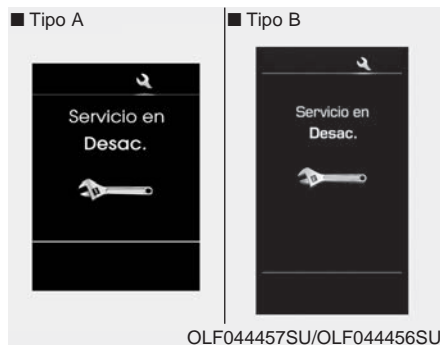 ■ Tipo A
Servicio en
Desac.
■ Tipo B
Servicio en
Desac.
OLF044457SU/OLF044456SU